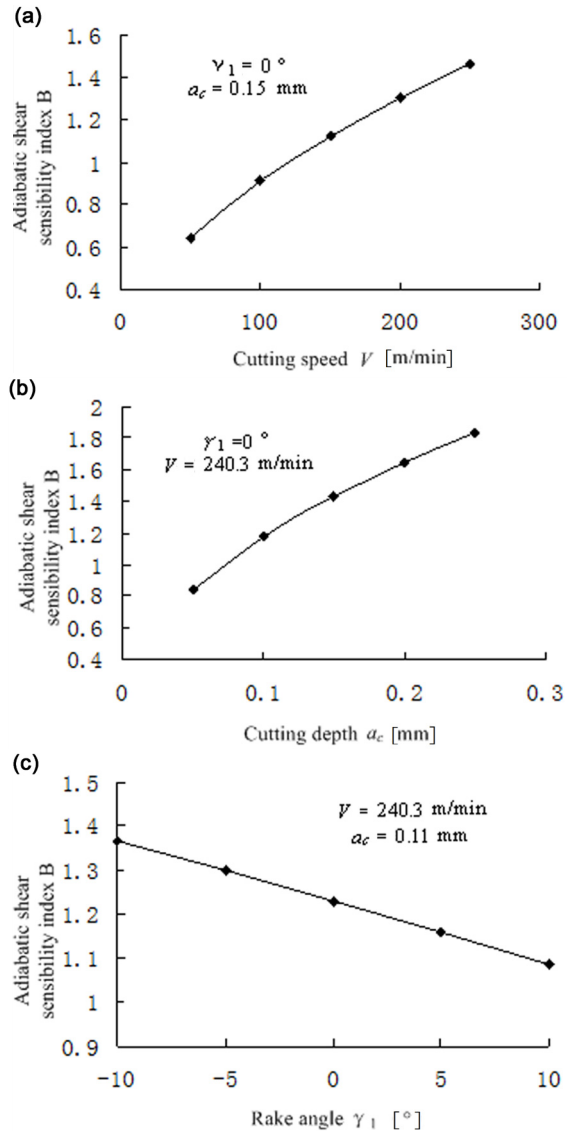 (a)
Adiabatic shear
sensibility index B
1.6
1.4
1.2
1
0.8
0.6
0.4
γ1 = 0 °
ac = 0.15 mm
0 100 200 300
Cutting speed V [m/min]
(b)
Adiabatic shear
sensibility index B
2
1.8
1.6
1.4
1.2
1
0.8
0.6
0.4
γ1 =0 °
V = 240.3 m/min
0 0.1 0.2 0.3
Cutting depth ac [mm]
(c)
Adiabatic shear
sensibility index B
1.5
1.4
1.3
1.2
1.1
1
0.9
V = 240.3 m/min
ac = 0.11 mm
-10 -5 0 5 10
Rake angle γ1 [°]